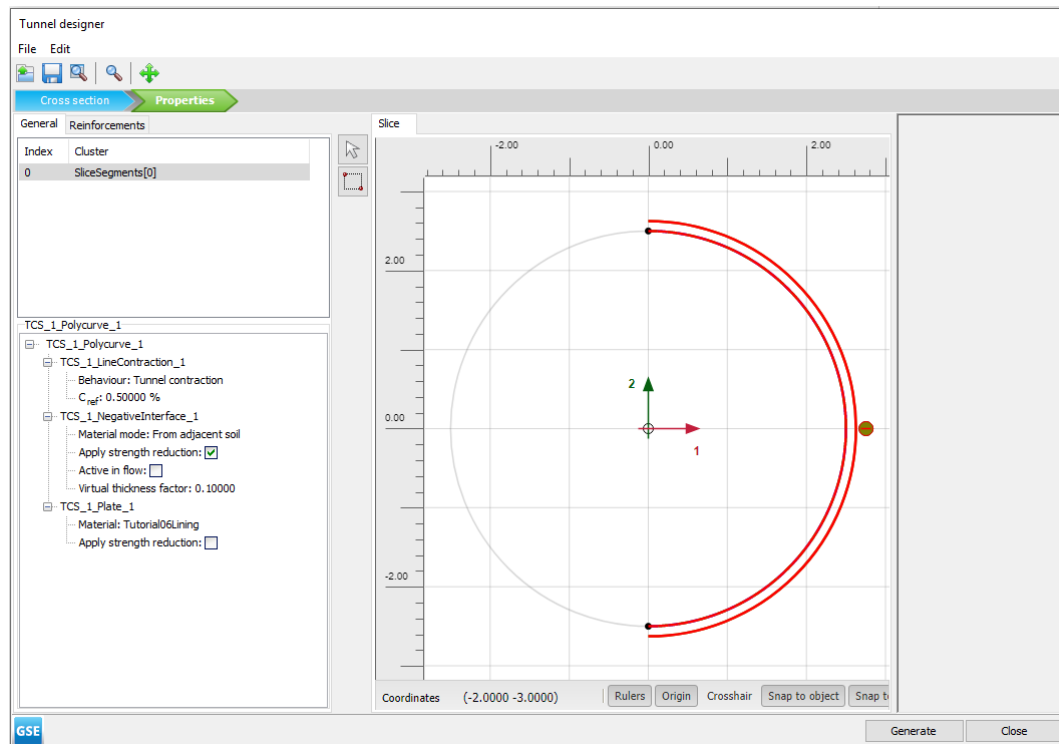 Tunnel designer
File Edit
Cross section Properties
General Reinforcements
Index Cluster
0 SliceSegments[0]
TCS_1_Polycurve_1
TCS_1_Polycurve_1
TCS_1_LineContraction_1
Behaviour: Tunnel contraction
Cref: 0.50000 %
TCS_1_NegativeInterface_1
Material mode: From adjacent soil
Apply strength reduction:
Active in flow:
Virtual thickness factor: 0.10000
TCS_1_Plate_1
Material: Tutorial06Lining
Apply strength reduction:
Slice
-2.00 0.00 2.00
2.00
0.00
-2.00
2
1
Coordinates (-2.0000 -3.0000) Rulers Origin Crosshair Snap to object Snap to
GSE
Generate Close